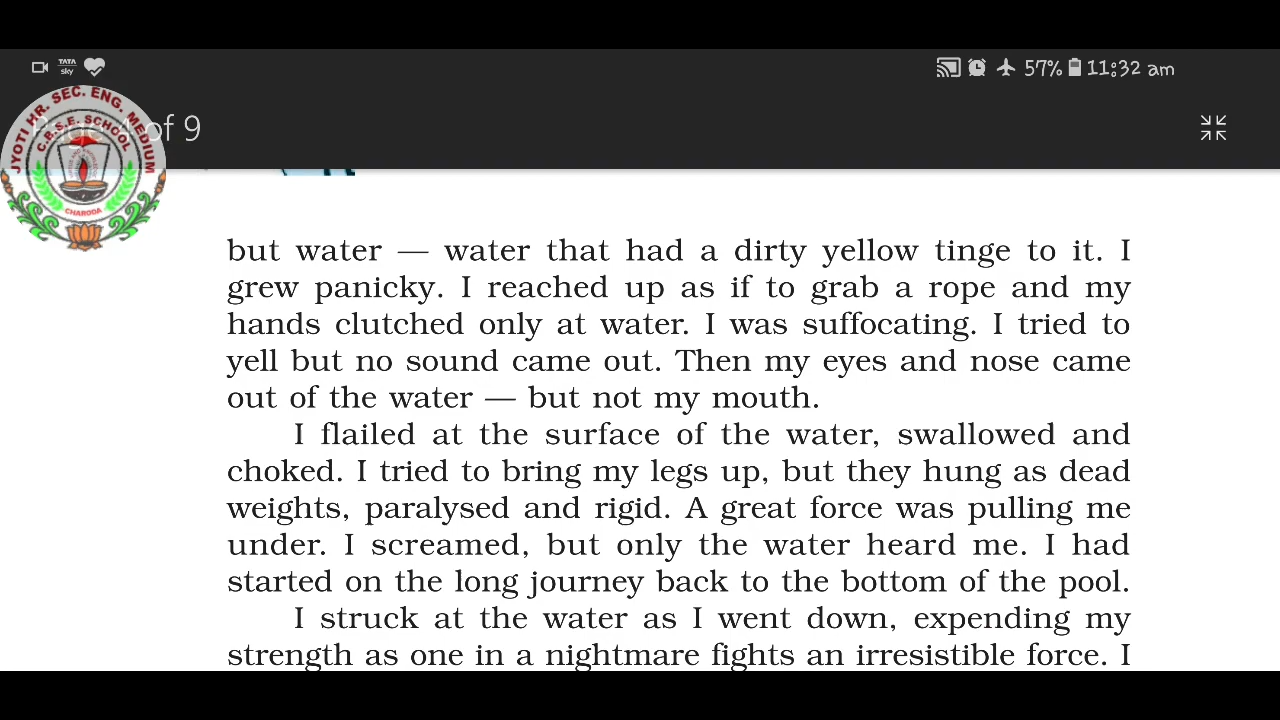 TATA
sky
57% 11:32 am
JYOTI HR. SEC. ENG. MEDIUM
C.B.S.E. SCHOOL
CHARODA
Page 4 of 9
but water — water that had a dirty yellow tinge to it. I
grew panicky. I reached up as if to grab a rope and my
hands clutched only at water. I was suffocating. I tried to
yell but no sound came out. Then my eyes and nose came
out of the water — but not my mouth.
I flailed at the surface of the water, swallowed and
choked. I tried to bring my legs up, but they hung as dead
weights, paralysed and rigid. A great force was pulling me
under. I screamed, but only the water heard me. I had
started on the long journey back to the bottom of the pool.
I struck at the water as I went down, expending my
strength as one in a nightmare fights an irresistible force. I